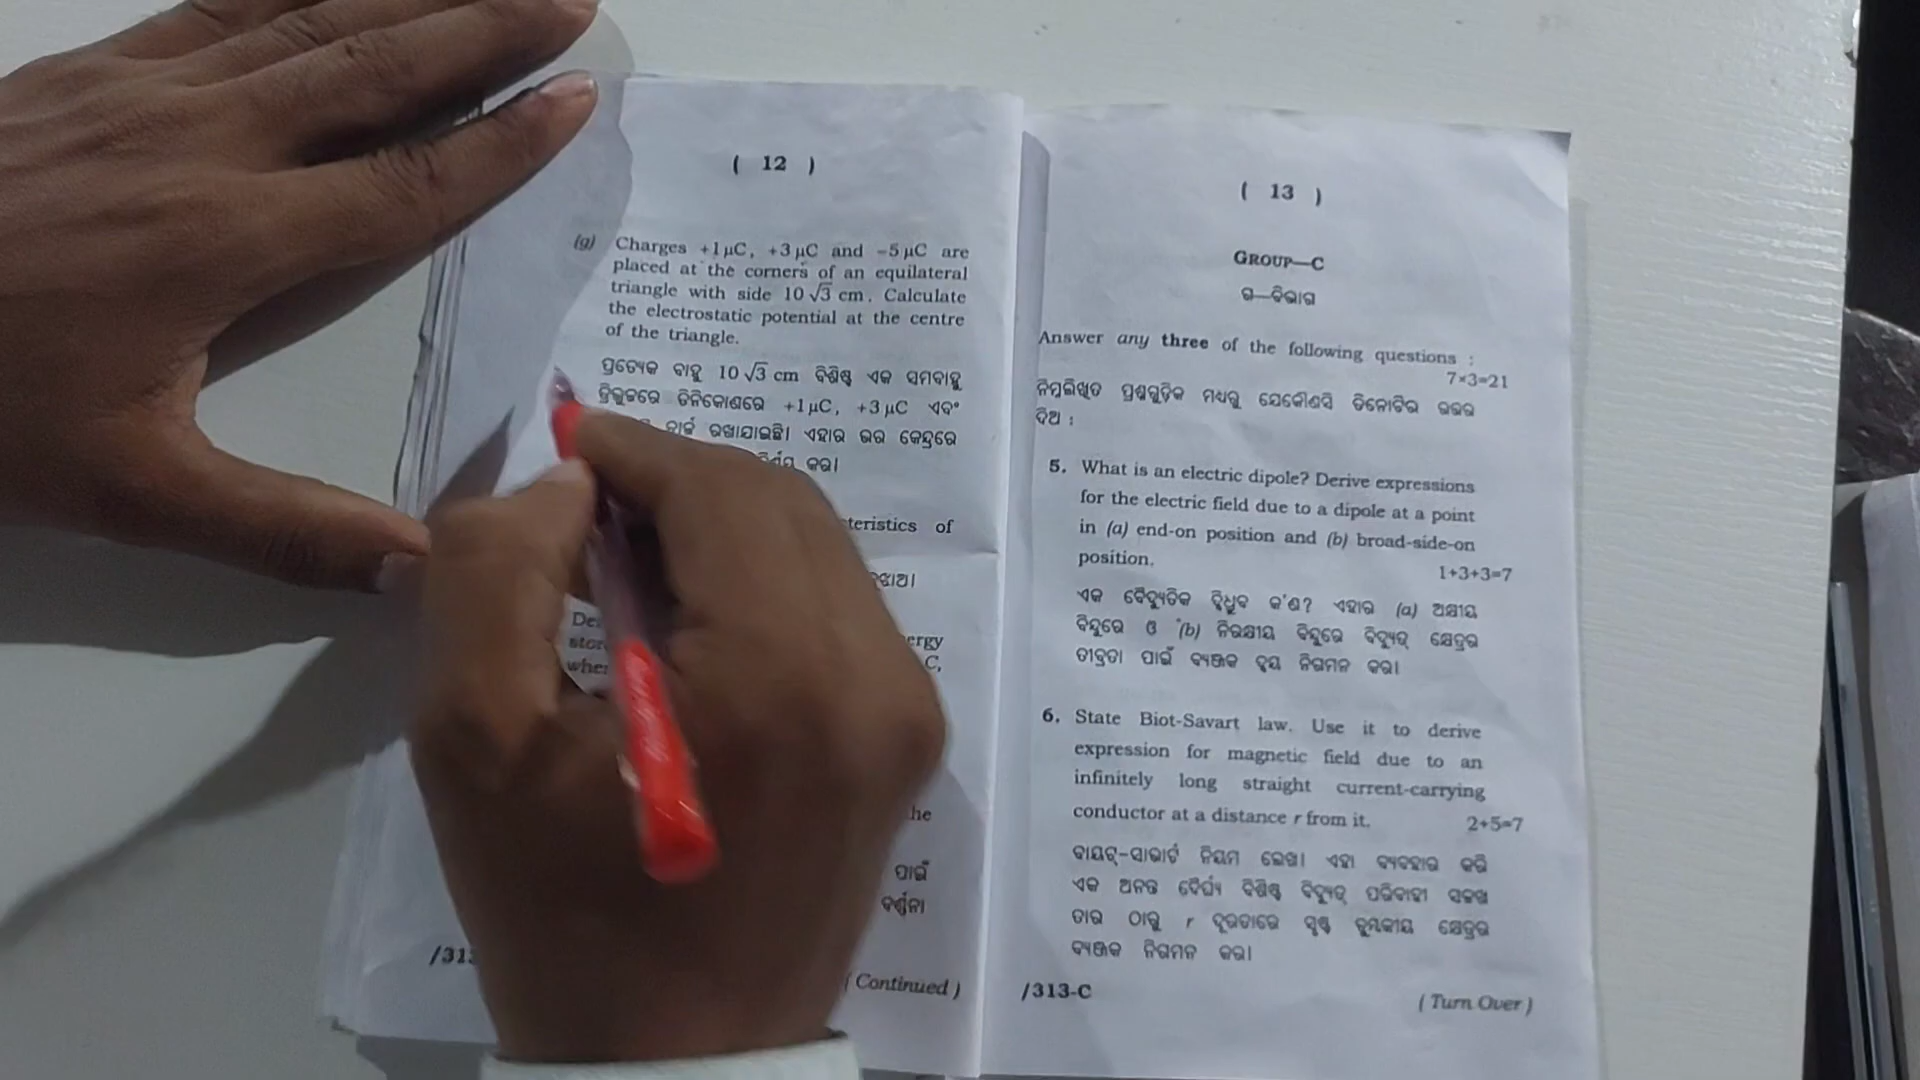 ( 12 )
(g) Charges +1 μC, +3 μC and −5 μC are
placed at the corners of an equilateral
triangle with side 10 √3 cm. Calculate
the electrostatic potential at the centre
of the triangle.
ପ୍ରତ୍ୟେକ ବାହୁ 10 √3 cm ବିଶିଷ୍ଟ ଏକ ସମବାହୁ
ତ୍ରିଭୁଜରେ ତିନିକୋଣରେ +1 μC, +3 μC ଏବଂ
ଚାର୍ଜ ରଖାଯାଇଛି। ଏହାର ଭର କେନ୍ଦ୍ରରେ
କର।
of
he
ପାଇଁ
ବର୍ଣ୍ଣନା
( Continued )
( 13 )
GROUP—C
ଗ—ବିଭାଗ
Answer any three of the following questions :
7×3=21
ନିମ୍ନଲିଖିତ ପ୍ରଶ୍ନଗୁଡ଼ିକ ମଧ୍ୟରୁ ଯେକୌଣସି ତିନୋଟିର ଉତ୍ତର
ଦିଅ :
5. What is an electric dipole? Derive expressions
for the electric field due to a dipole at a point
in (a) end-on position and (b) broad-side-on
position.
1+3+3=7
ଏକ ବୈଦ୍ୟୁତିକ ଦ୍ୱିଧ୍ରୁବ କ'ଣ? ଏହାର (a) ଅକ୍ଷୀୟ
ବିନ୍ଦୁରେ ଓ (b) ନିରକ୍ଷୀୟ ବିନ୍ଦୁରେ ବିଦ୍ୟୁତ୍ କ୍ଷେତ୍ରର
ତୀବ୍ରତା ପାଇଁ ବ୍ୟଞ୍ଜକ ଦ୍ୱୟ ନିଗମନ କର।
6. State Biot-Savart law. Use it to derive
expression for magnetic field due to an
infinitely long straight current-carrying
conductor at a distance r from it. 2+5=7
ବାୟଟ୍-ସାଭାର୍ଟ ନିୟମ ଲେଖ। ଏହା ବ୍ୟବହାର କରି
ଏକ ଅନନ୍ତ ଦୈର୍ଘ୍ୟ ବିଶିଷ୍ଟ ବିଦ୍ୟୁତ୍ ପରିବାହୀ ସଳଖ
ତାର ଠାରୁ r ଦୂରତାରେ ସୃଷ୍ଟ ଚୁମ୍ବକୀୟ କ୍ଷେତ୍ରର
ବ୍ୟଞ୍ଜକ ନିଗମନ କର।
/313-C
( Turn Over )